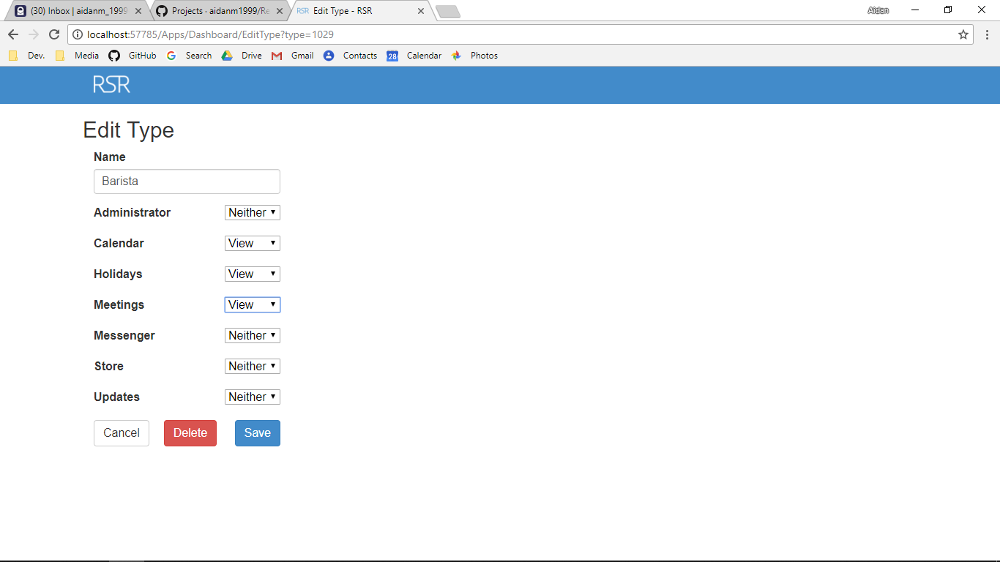 (30) Inbox | aidanm_1999 Projects · aidanm1999/Re Edit Type - RSR Aidan
localhost:57785/Apps/Dashboard/EditType?type=1029
Dev. Media GitHub Search Drive Gmail Contacts 28 Calendar Photos
RSR
Edit Type
Name
Barista
Administrator Neither
Calendar View
Holidays View
Meetings View
Messenger Neither
Store Neither
Updates Neither
Cancel Delete Save